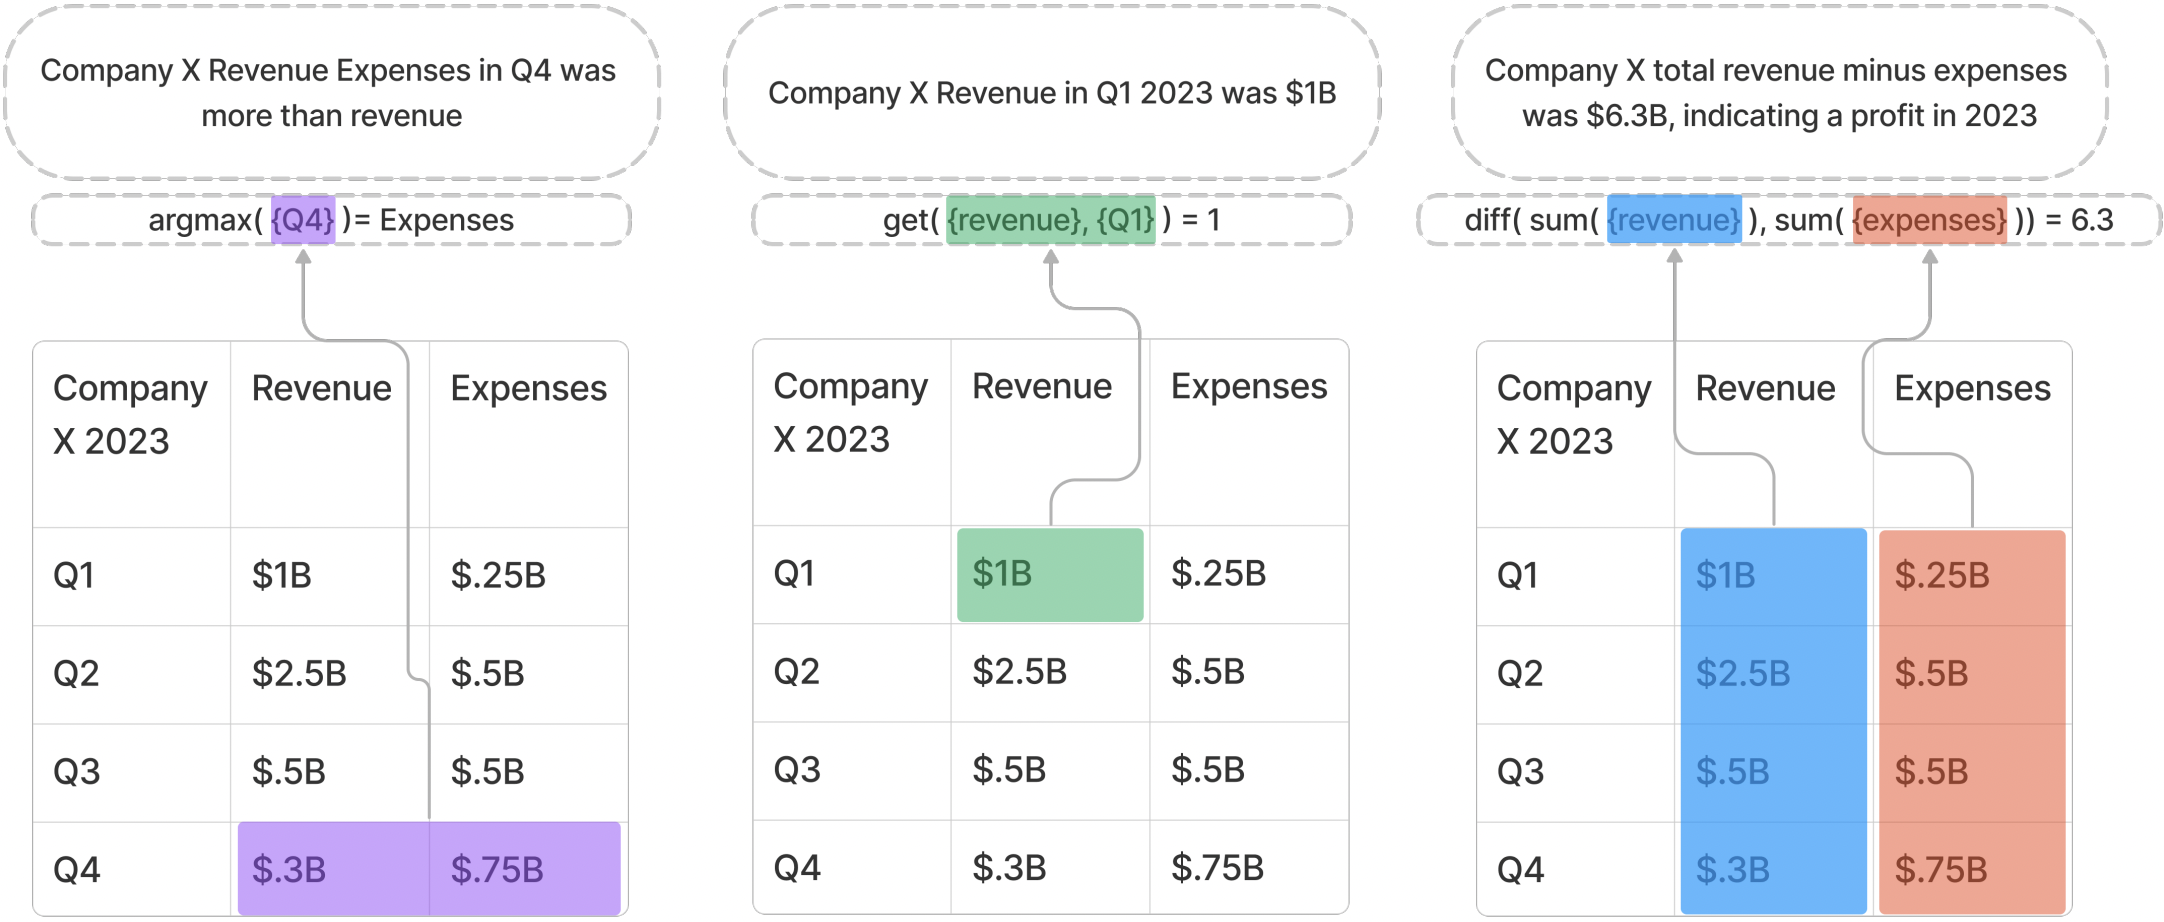 Company X Revenue Expenses in Q4 was
more than revenue
argmax( {Q4} )= Expenses
Company X 2023 Revenue Expenses
Q1 $1B $.25B
Q2 $2.5B $.5B
Q3 $.5B $.5B
Q4 $.3B $.75B
Company X Revenue in Q1 2023 was $1B
get( {revenue}, {Q1} ) = 1
Company X 2023 Revenue Expenses
Q1 $1B $.25B
Q2 $2.5B $.5B
Q3 $.5B $.5B
Q4 $.3B $.75B
Company X total revenue minus expenses
was $6.3B, indicating a profit in 2023
diff( sum( {revenue} ), sum( {expenses} )) = 6.3
Company X 2023 Revenue Expenses
Q1 $1B $.25B
Q2 $2.5B $.5B
Q3 $.5B $.5B
Q4 $.3B $.75B